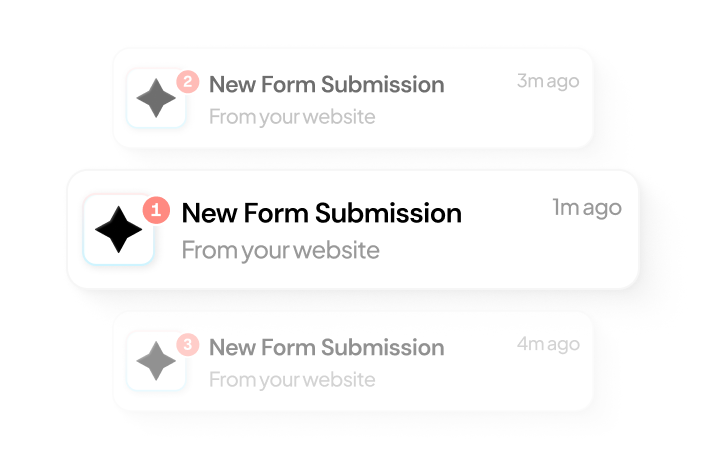 2
New Form Submission
3m ago
From your website
1
New Form Submission
1m ago
From your website
3
New Form Submission
4m ago
From your website